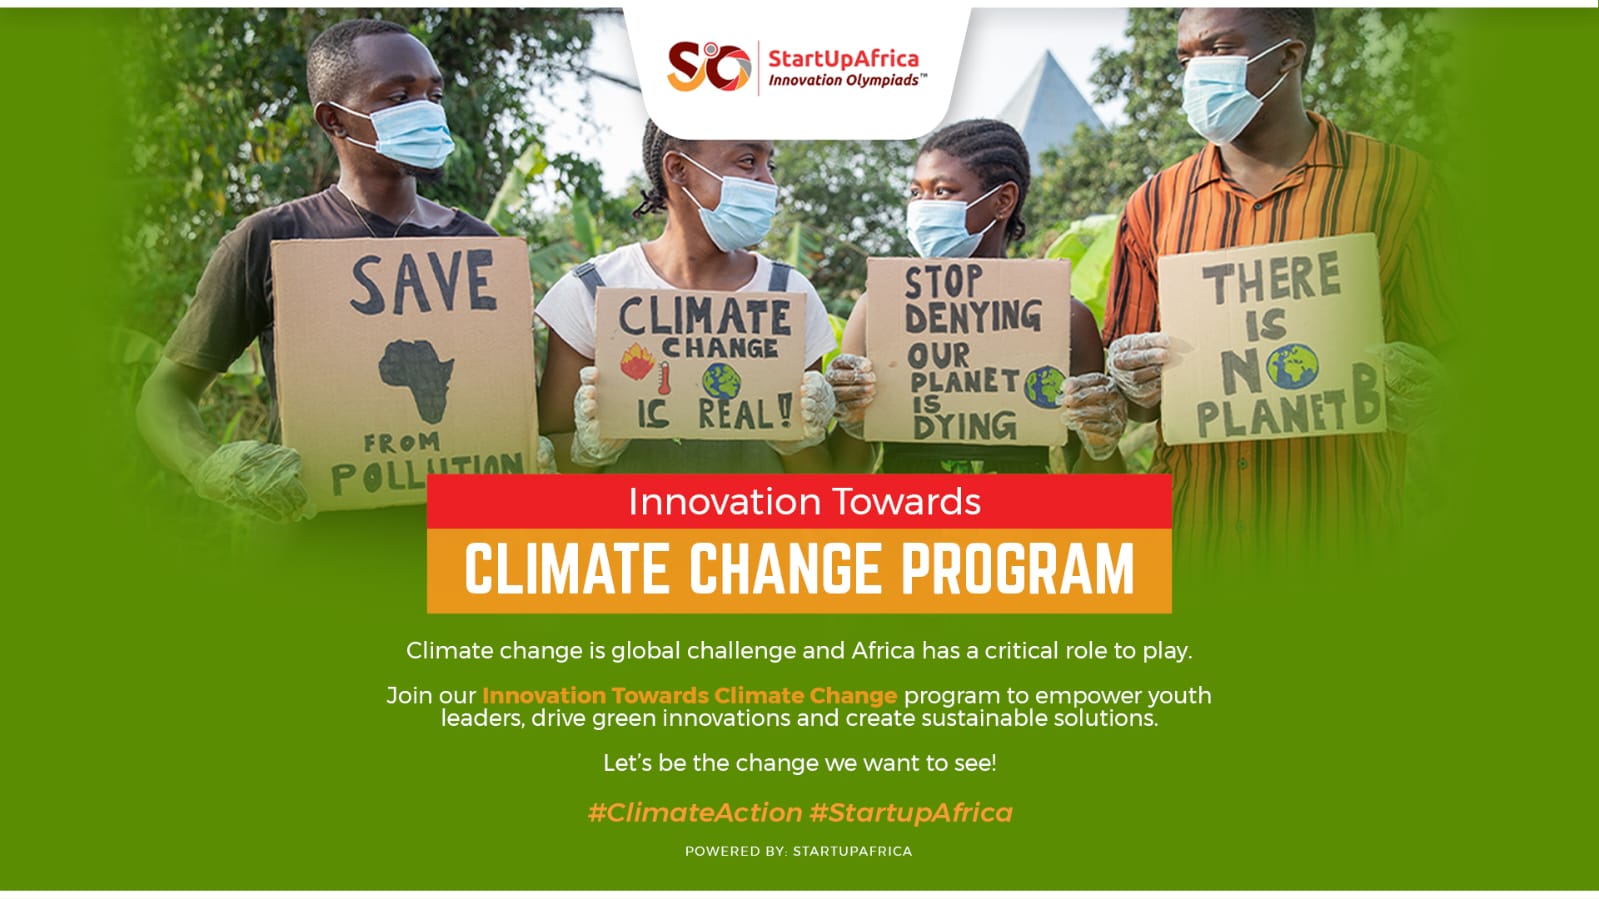 SiO
StartUpAfrica
Innovation Olympiads™
SAVE
FROM
POLLUTION
CLIMATE
CHANGE
IS REAL!
STOP
DENYING
OUR
PLANET
IS
DYING
THERE
IS
NO
PLANET B
Innovation Towards
CLIMATE CHANGE PROGRAM
Climate change is global challenge and Africa has a critical role to play.
Join our Innovation Towards Climate Change program to empower youth
leaders, drive green innovations and create sustainable solutions.
Let’s be the change we want to see!
#ClimateAction #StartupAfrica
POWERED BY: STARTUPAFRICA